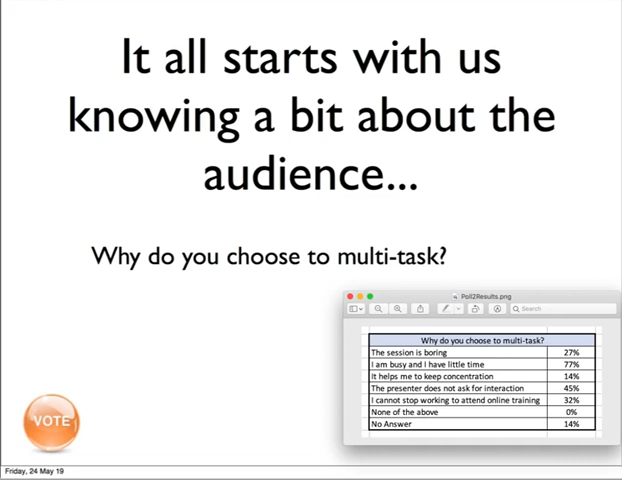 It all starts with us
knowing a bit about the
audience...
Why do you choose to multi-task?
Poll2Results.png
Search
Why do you choose to multi-task?
The session is boring 27%
I am busy and I have little time 77%
It helps me to keep concentration 14%
The presenter does not ask for interaction 45%
I cannot stop working to attend online training 32%
None of the above 0%
No Answer 14%
VOTE
Friday, 24 May 19